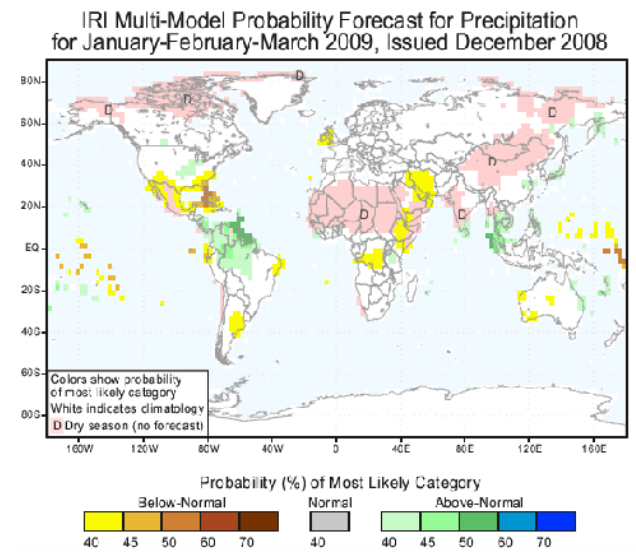 IRI Multi-Model Probability Forecast for Precipitation
for January-February-March 2009, Issued December 2008
80N
60N
40N
20N
EQ
20S
40S
60S
80S
D
D
D
D
D
D
D
Colors show probability
of most likely category
White indicates climatology
D Dry season (no forecast)
160W 120W 80W 40W 0 40E 80E 120E 160E
Probability (%) of Most Likely Category
Below-Normal Normal Above-Normal
40 45 50 60 70 40 40 45 50 60 70